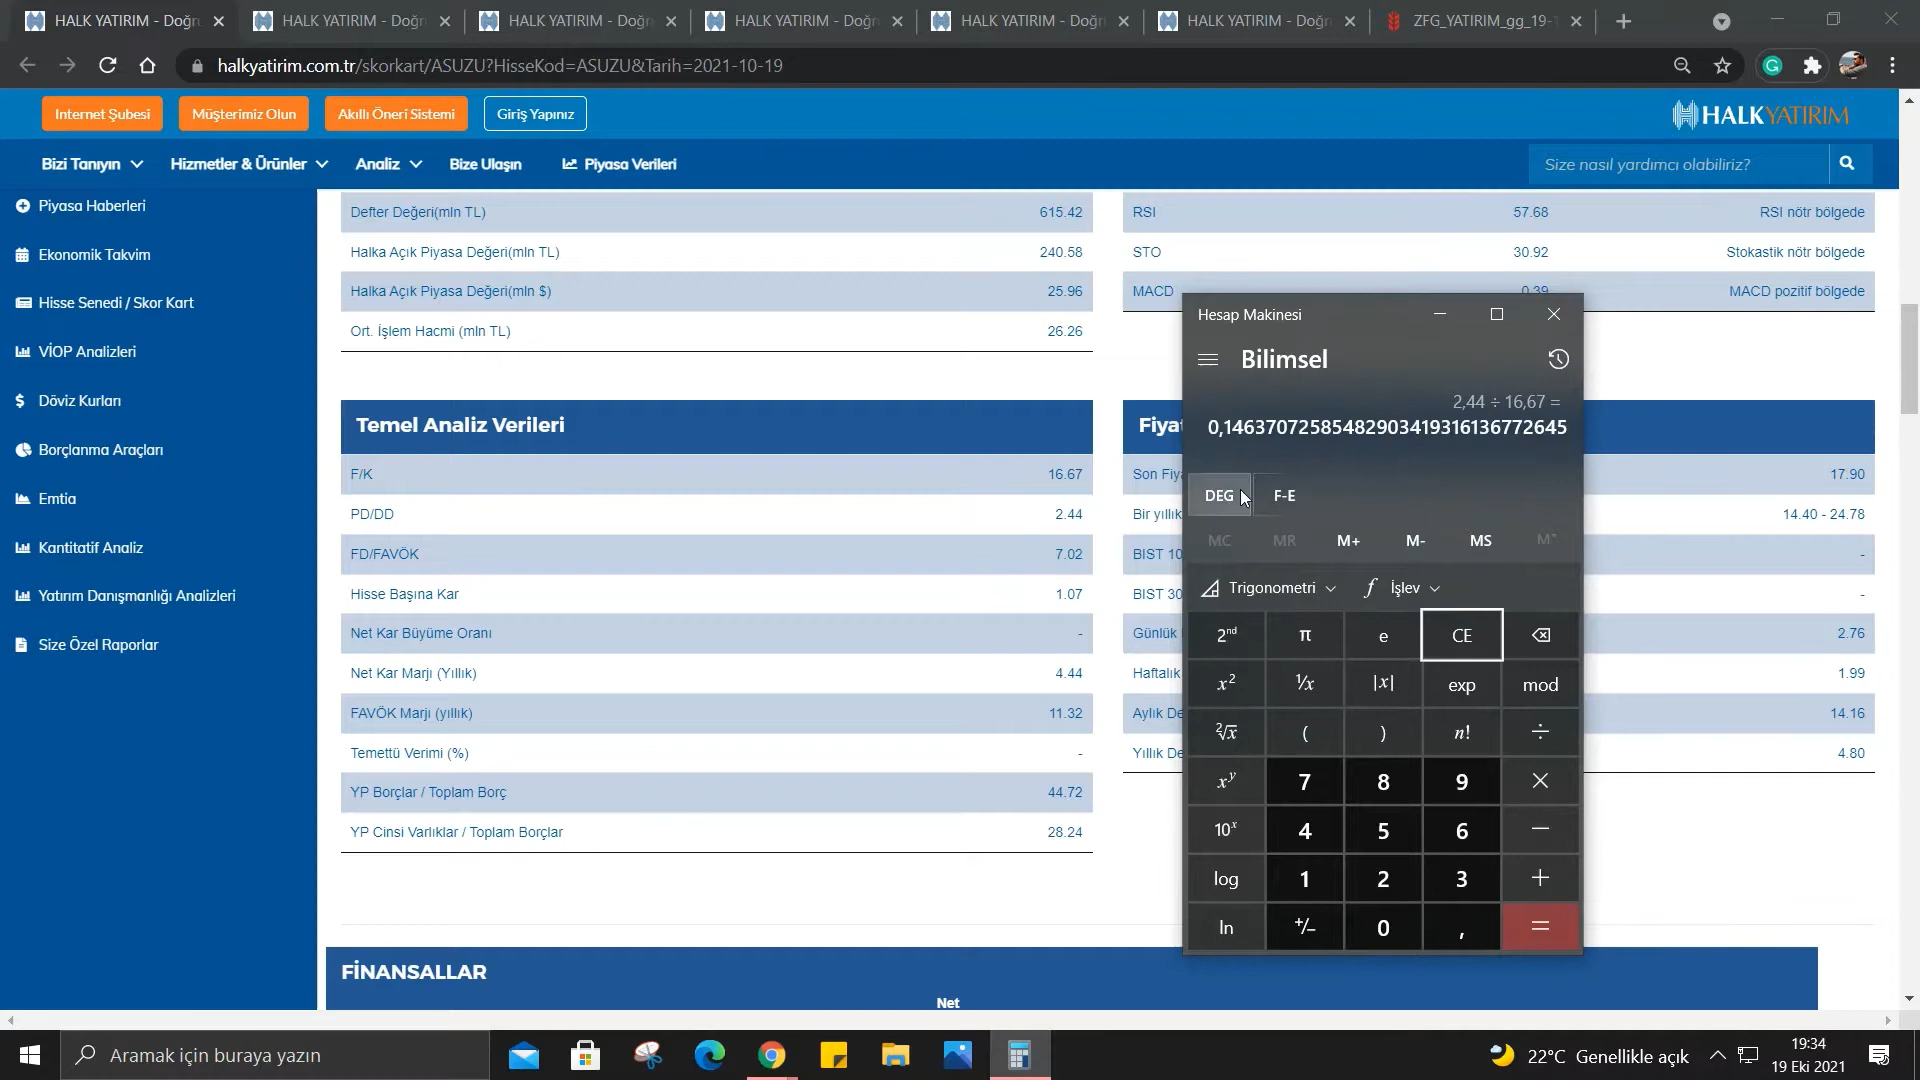 HALK YATIRIM - Doğru
HALK YATIRIM - Doğru
HALK YATIRIM - Doğr
HALK YATIRIM - Doğr
HALK YATIRIM - Doğr
HALK YATIRIM - Doğr
ZFG_YATIRIM_gg_19-1
halkyatirim.com.tr/skorkart/ASUZU?HisseKod=ASUZU&Tarih=2021-10-19
Internet Şubesi
Müşterimiz Olun
Akıllı Öneri Sistemi
Giriş Yapınız
HALKYATIRIM
Bizi Tanıyın
Hizmetler & Ürünler
Analiz
Bize Ulaşın
Piyasa Verileri
Size nasıl yardımcı olabiliriz?
Piyasa Haberleri
Ekonomik Takvim
Hisse Senedi / Skor Kart
VİOP Analizleri
Döviz Kurları
Borçlanma Araçları
Emtia
Kantitatif Analiz
Yatırım Danışmanlığı Analizleri
Size Özel Raporlar
Defter Değeri(mln TL) 615.42
Halka Açık Piyasa Değeri(mln TL) 240.58
Halka Açık Piyasa Değeri(mln $) 25.96
Ort. İşlem Hacmi (mln TL) 26.26
RSI 57.68 RSI nötr bölgede
STO 30.92 Stokastik nötr bölgede
MACD 0.39 MACD pozitif bölgede
Temel Analiz Verileri
F/K 16.67
PD/DD 2.44
FD/FAVÖK 7.02
Hisse Başına Kar 1.07
Net Kar Büyüme Oranı -
Net Kar Marjı (Yıllık) 4.44
FAVÖK Marjı (yıllık) 11.32
Temettü Verimi (%) -
YP Borçlar / Toplam Borç 44.72
YP Cinsi Varlıklar / Toplam Borçlar 28.24
Fiya
Son Fiy 17.90
Bir yıllık 14.40 - 24.78
BIST 10 -
BIST 30 -
Günlük 2.76
Haftalık 1.99
Aylık De 14.16
Yıllık De 4.80
Hesap Makinesi
Bilimsel
2,44 ÷ 16,67 =
0,14637072585482903419316136772645
DEG F-E
MC MR M+ M- MS M˅
Trigonometri f İşlev
2nd π e CE
x² ¹/x |x| exp mod
²√x ( ) n! ÷
xʸ 7 8 9 ×
10ˣ 4 5 6 −
log 1 2 3 +
ln +/− 0 , =
FİNANSALLAR
Net
Aramak için buraya yazın
22°C Genellikle açık
19:34
19 Eki 2021